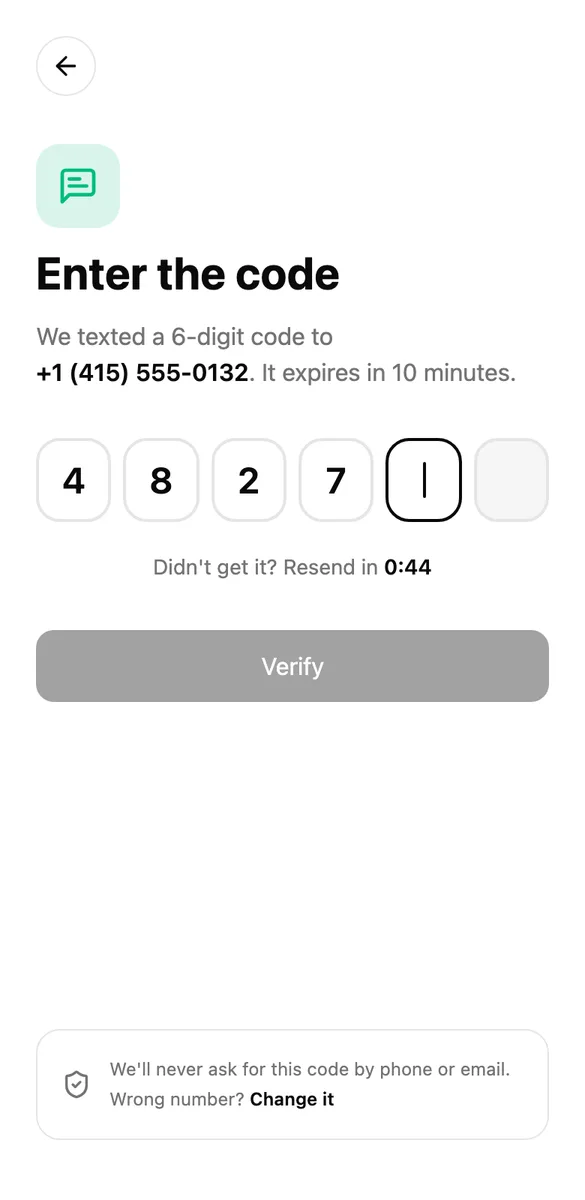 Enter the code
We texted a 6-digit code to
+1 (415) 555-0132. It expires in 10 minutes.
4 8 2 7
Didn't get it? Resend in 0:44
Verify
We'll never ask for this code by phone or email.
Wrong number? Change it